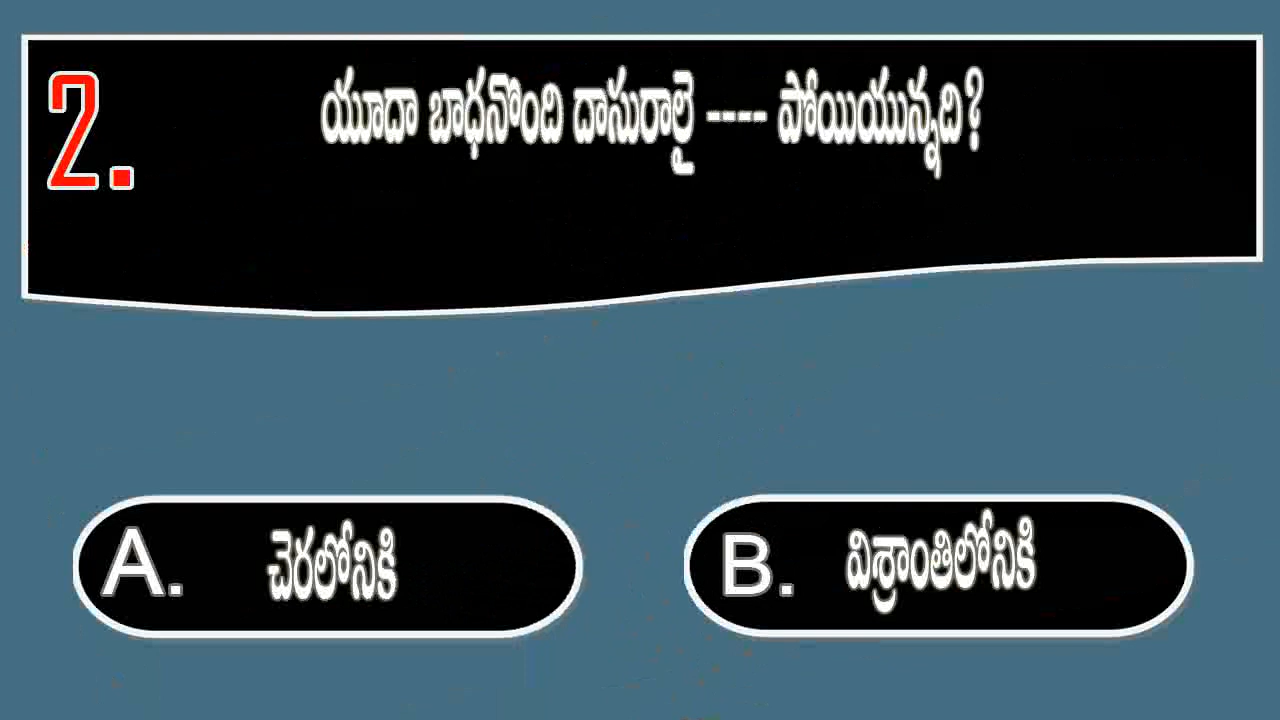 2. యూదా బాధనొంది దాసురాలై ---- పోయియున్నది?
A. చెరలోనికి
B. విశ్రాంతిలోనికి